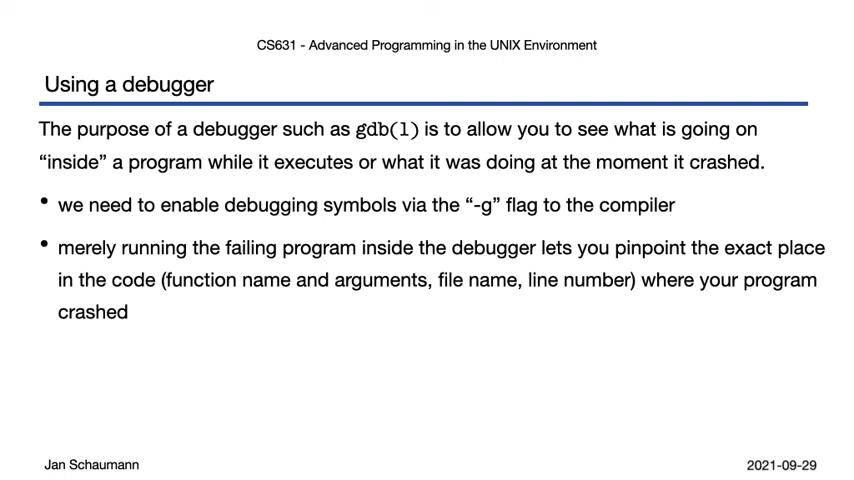 CS631 - Advanced Programming in the UNIX Environment
Using a debugger
The purpose of a debugger such as gdb(1) is to allow you to see what is going on
“inside” a program while it executes or what it was doing at the moment it crashed.
• we need to enable debugging symbols via the “-g” flag to the compiler
• merely running the failing program inside the debugger lets you pinpoint the exact place
in the code (function name and arguments, file name, line number) where your program
crashed
Jan Schaumann
2021-09-29